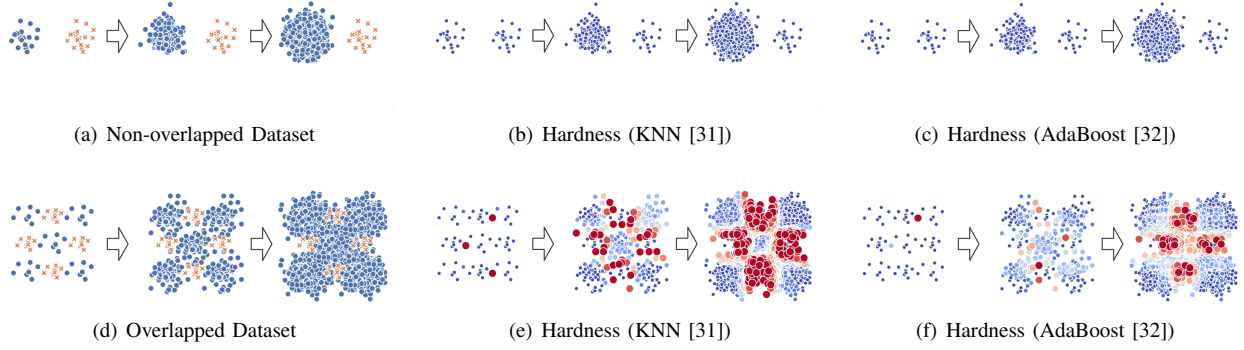 (a) Non-overlapped Dataset
(b) Hardness (KNN [31])
(c) Hardness (AdaBoost [32])
(d) Overlapped Dataset
(e) Hardness (KNN [31])
(f) Hardness (AdaBoost [32])